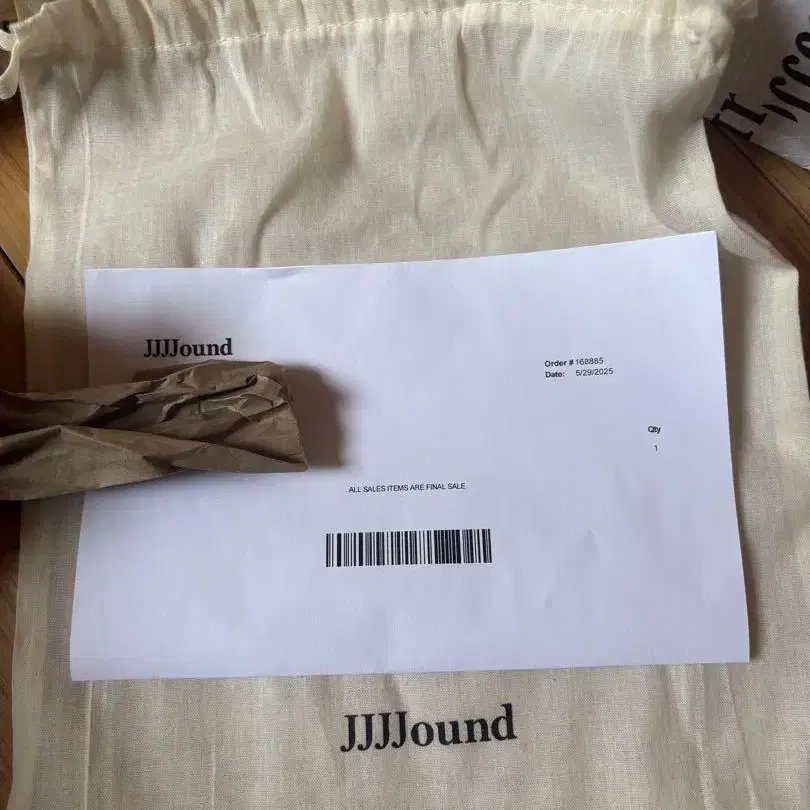 JJJJound
Order # 168885
Date: 5/29/2025
Qty
1
ALL SALES ITEMS ARE FINAL SALE
JJJJound